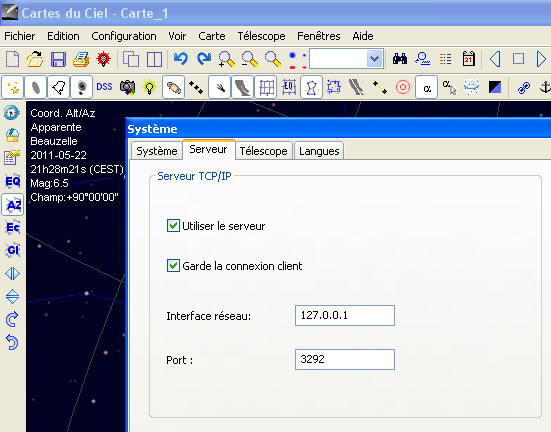 Cartes du Ciel - Carte_1
Fichier Edition Configuration Voir Carte Télescope Fenêtres Aide
DSS EQ 21 α α
Coord. Alt/Az
Apparente
Beauzelle
2011-05-22
21h28m21s (CEST)
Mag:6.5
Champ:+90°00'00"
EQ
AZ
Ec
Gl
Système
Système Serveur Télescope Langues
Serveur TCP/IP
Utiliser le serveur
Garde la connexion client
Interface réseau: 127.0.0.1
Port : 3292